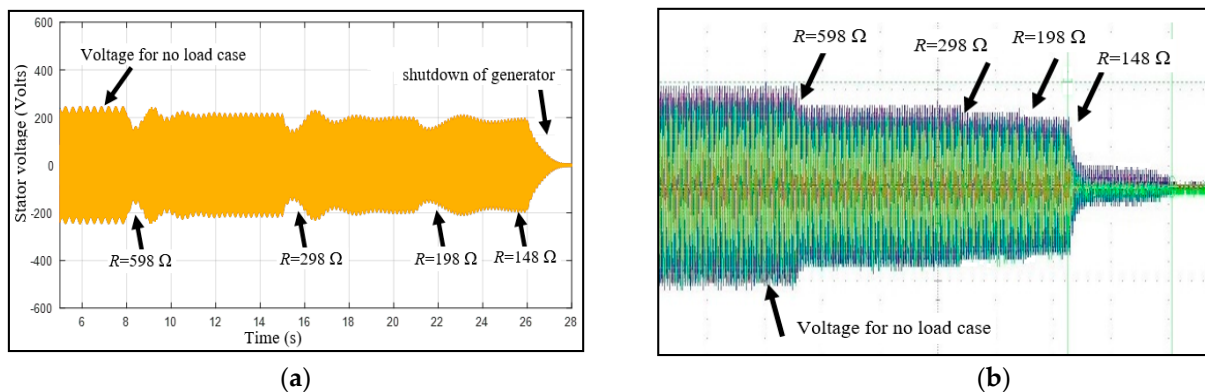 600
400
200
0
-200
-400
-600
Stator voltage (Volts)
Voltage for no load case
shutdown of generator
R=598 Ω
R=298 Ω
R=198 Ω
R=148 Ω
6 8 10 12 14 16 18 20 22 24 26 28
Time (s)
(a)
R=598 Ω
R=298 Ω
R=198 Ω
R=148 Ω
Voltage for no load case
(b)